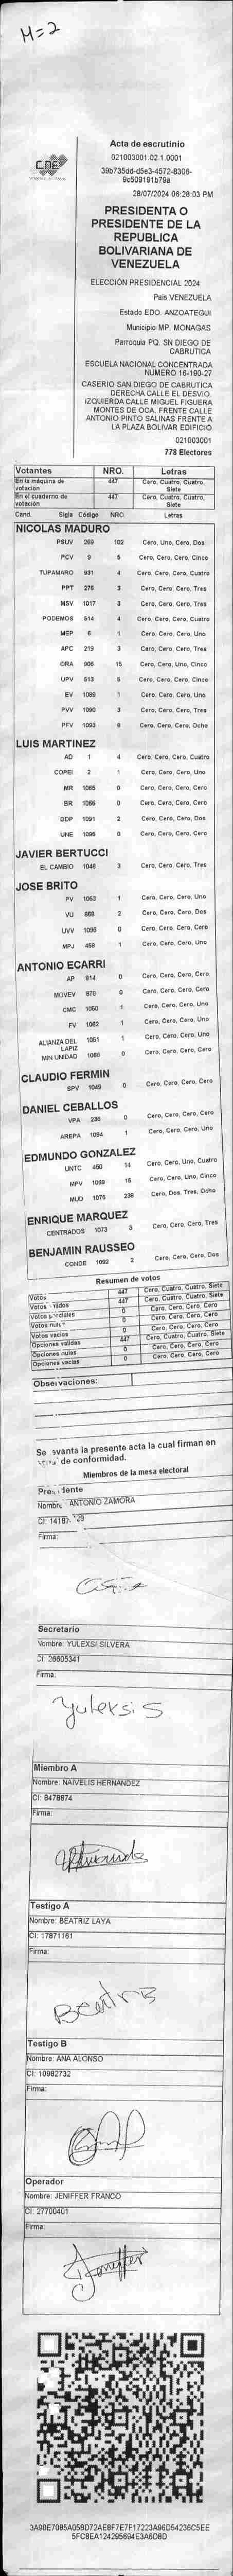 M=2
CNE
Acta de escrutinio
021003001.02.1.0001
39b735dd-d5e3-4572-8306-
9c509191b79a
28/07/2024 06:28:03 PM
PRESIDENTA O
PRESIDENTE DE LA
REPUBLICA
BOLIVARIANA DE
VENEZUELA
ELECCIÓN PRESIDENCIAL 2024
País VENEZUELA
Estado EDO. ANZOATEGUI
Municipio MP. MONAGAS
Parroquia PQ. SN DIEGO DE
CABRUTICA
ESCUELA NACIONAL CONCENTRADA
NUMERO 16-190-27
CASERIO SAN DIEGO DE CABRUTICA
DERECHA CALLE EL DESVIO.
IZQUIERDA CALLE MIGUEL FIGUERA
MONTES DE OCA. FRENTE CALLE
ANTONIO PINTO SALINAS FRENTE A
LA PLAZA BOLIVAR EDIFICIO
021003001
778 Electores
Votantes NRO. Letras
En la máquina de votación 447 Cero, Cuatro, Cuatro, Siete
En el cuaderno de votación 447 Cero, Cuatro, Cuatro, Siete
Cand. Sigla Código NRO. Letras
NICOLAS MADURO
PSUV 269 102 Cero, Uno, Cero, Dos
PCV 9 5 Cero, Cero, Cero, Cinco
TUPAMARO 931 4 Cero, Cero, Cero, Cuatro
PPT 276 3 Cero, Cero, Cero, Tres
MSV 1017 3 Cero, Cero, Cero, Tres
PODEMOS 514 4 Cero, Cero, Cero, Cuatro
MEP 6 1 Cero, Cero, Cero, Uno
APC 219 3 Cero, Cero, Cero, Tres
ORA 906 15 Cero, Cero, Uno, Cinco
UPV 513 5 Cero, Cero, Cero, Cinco
EV 1089 1 Cero, Cero, Cero, Uno
PVV 1090 3 Cero, Cero, Cero, Tres
PFV 1093 8 Cero, Cero, Cero, Ocho
LUIS MARTINEZ
AD 1 4 Cero, Cero, Cero, Cuatro
COPEI 2 1 Cero, Cero, Cero, Uno
MR 1065 0 Cero, Cero, Cero, Cero
BR 1066 0 Cero, Cero, Cero, Cero
DDP 1091 2 Cero, Cero, Cero, Dos
UNE 1096 0 Cero, Cero, Cero, Cero
JAVIER BERTUCCI
EL CAMBIO 1048 3 Cero, Cero, Cero, Tres
JOSE BRITO
PV 1053 1 Cero, Cero, Cero, Uno
VU 868 2 Cero, Cero, Cero, Dos
UVV 1098 0 Cero, Cero, Cero, Cero
MPJ 458 1 Cero, Cero, Cero, Uno
ANTONIO ECARRI
AP 914 0 Cero, Cero, Cero, Cero
MOVEV 978 0 Cero, Cero, Cero, Cero
CMC 1050 1 Cero, Cero, Cero, Uno
FV 1062 1 Cero, Cero, Cero, Uno
ALIANZA DEL LAPIZ 1051 1 Cero, Cero, Cero, Uno
MIN UNIDAD 1088 0 Cero, Cero, Cero, Cero
CLAUDIO FERMIN
SPV 1049 0 Cero, Cero, Cero, Cero
DANIEL CEBALLOS
VPA 236 0 Cero, Cero, Cero, Cero
AREPA 1094 1 Cero, Cero, Cero, Uno
EDMUNDO GONZALEZ
UNTC 460 14 Cero, Cero, Uno, Cuatro
MPV 1069 15 Cero, Cero, Uno, Cinco
MUD 1075 238 Cero, Dos, Tres, Ocho
ENRIQUE MARQUEZ
CENTRADOS 1073 3 Cero, Cero, Cero, Tres
BENJAMIN RAUSSEO
CONDE 1092 2 Cero, Cero, Cero, Dos
Resumen de votos
Votos 447 Cero, Cuatro, Cuatro, Siete
Votos 447 Cero, Cuatro, Cuatro, Siete
Votos 0 Cero, Cero, Cero, Cero
Votos 0 Cero, Cero, Cero, Cero
Votos vacios 0 Cero, Cero, Cero, Cero
Opciones validas 447 Cero, Cuatro, Cuatro, Siete
Opciones nulas 0 Cero, Cero, Cero, Cero
Opciones vacias 0 Cero, Cero, Cero, Cero
Observaciones:
Se evanta la presente acta la cual firman en
de conformidad.
Miembros de la mesa electoral
Nombre ANTONIO ZAMORA
CI:
Firma:
Secretario
Nombre: YULEXSI SILVERA
CI: 26605341
Firma:
Yulexsi S
Miembro A
Nombre: NAIVELIS HERNANDEZ
CI: 8478874
Firma:
Testigo A
Nombre: BEATRIZ LAYA
CI: 17871161
Firma:
Beatriz
Testigo B
Nombre: ANA ALONSO
CI: 10982732
Firma:
Operador
Nombre: JENIFFER FRANCO
CI: 27700401
Firma:
Jeniffer
3A90E7085A058D72AE8F7E7F17223A96D54236C5EE
5FC8EA124295694E3A6D8D